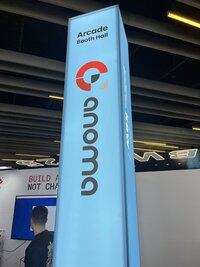 Arcade
Booth Hall
anoma
BUILD A
NOT CHA